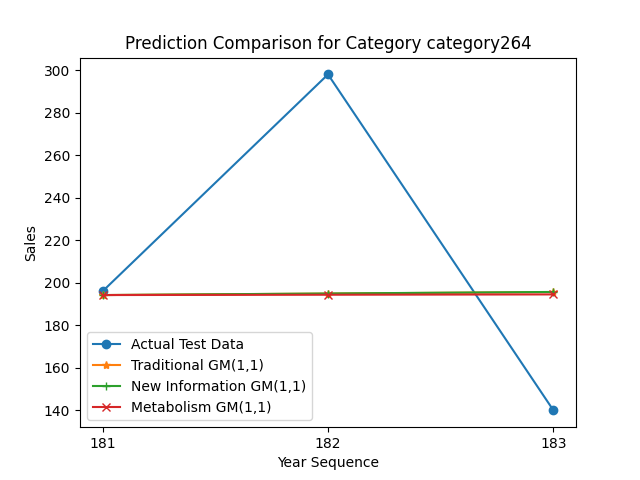 Prediction Comparison for Category category264
300
280
260
240
220
200
180
160
140
Sales
Actual Test Data
Traditional GM(1,1)
New Information GM(1,1)
Metabolism GM(1,1)
181
182
183
Year Sequence